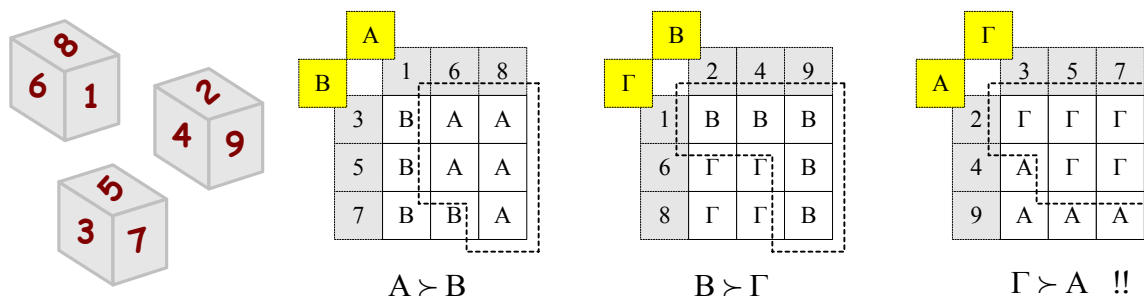 8
6 1
2
4 9
5
3 7
Α
Β
1 6 8
3 Β Α Α
5 Β Α Α
7 Β Β Α
Α ≻ Β
Β
Γ
2 4 9
1 Β Β Β
6 Γ Γ Β
8 Γ Γ Β
Β ≻ Γ
Γ
Α
3 5 7
2 Γ Γ Γ
4 Α Γ Γ
9 Α Α Α
Γ ≻ Α !!